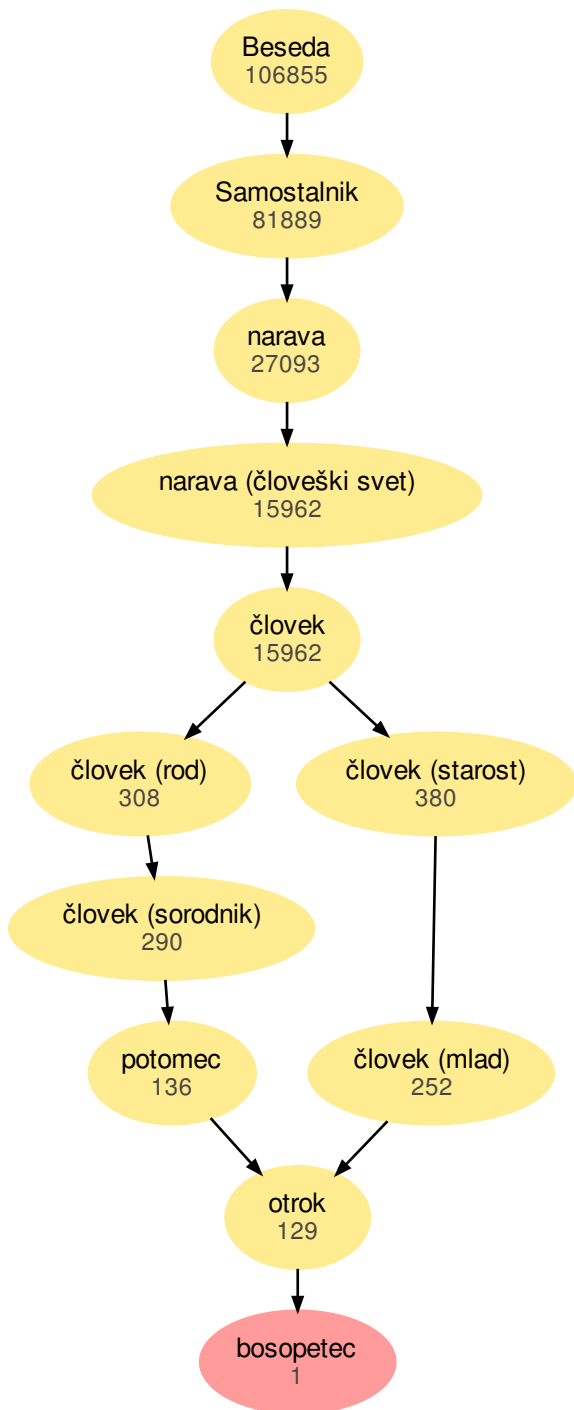 Beseda
106855
Samostalnik
81889
narava
27093
narava (človeški svet)
15962
človek
15962
človek (rod)
308
človek (starost)
380
človek (sorodnik)
290
potomec
136
človek (mlad)
252
otrok
129
bosopetec
1